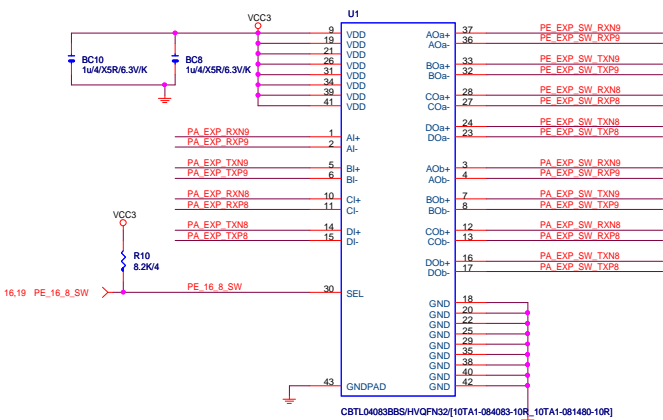 U1
VCC3
9 VDD
19 VDD
21 VDD
26 VDD
31 VDD
34 VDD
39 VDD
41 VDD
BC10
1u/4/X5R/6.3V/K
BC8
1u/4/X5R/6.3V/K
PA_EXP_RXN9 1 AI+
PA_EXP_RXP9 2 AI-
PA_EXP_TXN9 5 BI+
PA_EXP_TXP9 6 BI-
PA_EXP_RXN8 10 CI+
PA_EXP_RXP8 11 CI-
PA_EXP_TXN8 14 DI+
PA_EXP_TXP8 15 DI-
VCC3
R10
8.2K/4
16,19 PE_16_8_SW PE_16_8_SW 30 SEL
43 GNDPAD
AOa+ 37 PE_EXP_SW_RXN9
AOa- 36 PE_EXP_SW_RXP9
BOa+ 33 PE_EXP_SW_TXN9
BOa- 32 PE_EXP_SW_TXP9
COa+ 28 PE_EXP_SW_RXN8
COa- 27 PE_EXP_SW_RXP8
DOa+ 24 PE_EXP_SW_TXN8
DOa- 23 PE_EXP_SW_TXP8
AOb+ 3 PA_EXP_SW_RXN9
AOb- 4 PA_EXP_SW_RXP9
BOb+ 7 PA_EXP_SW_TXN9
BOb- 8 PA_EXP_SW_TXP9
COb+ 12 PA_EXP_SW_RXN8
COb- 13 PA_EXP_SW_RXP8
DOb+ 16 PA_EXP_SW_TXN8
DOb- 17 PA_EXP_SW_TXP8
GND 18
GND 20
GND 22
GND 25
GND 29
GND 35
GND 38
GND 40
GND 42
CBTL04083BBS/HVQFN32/[10TA1-084083-10R_10TA1-081480-10R]